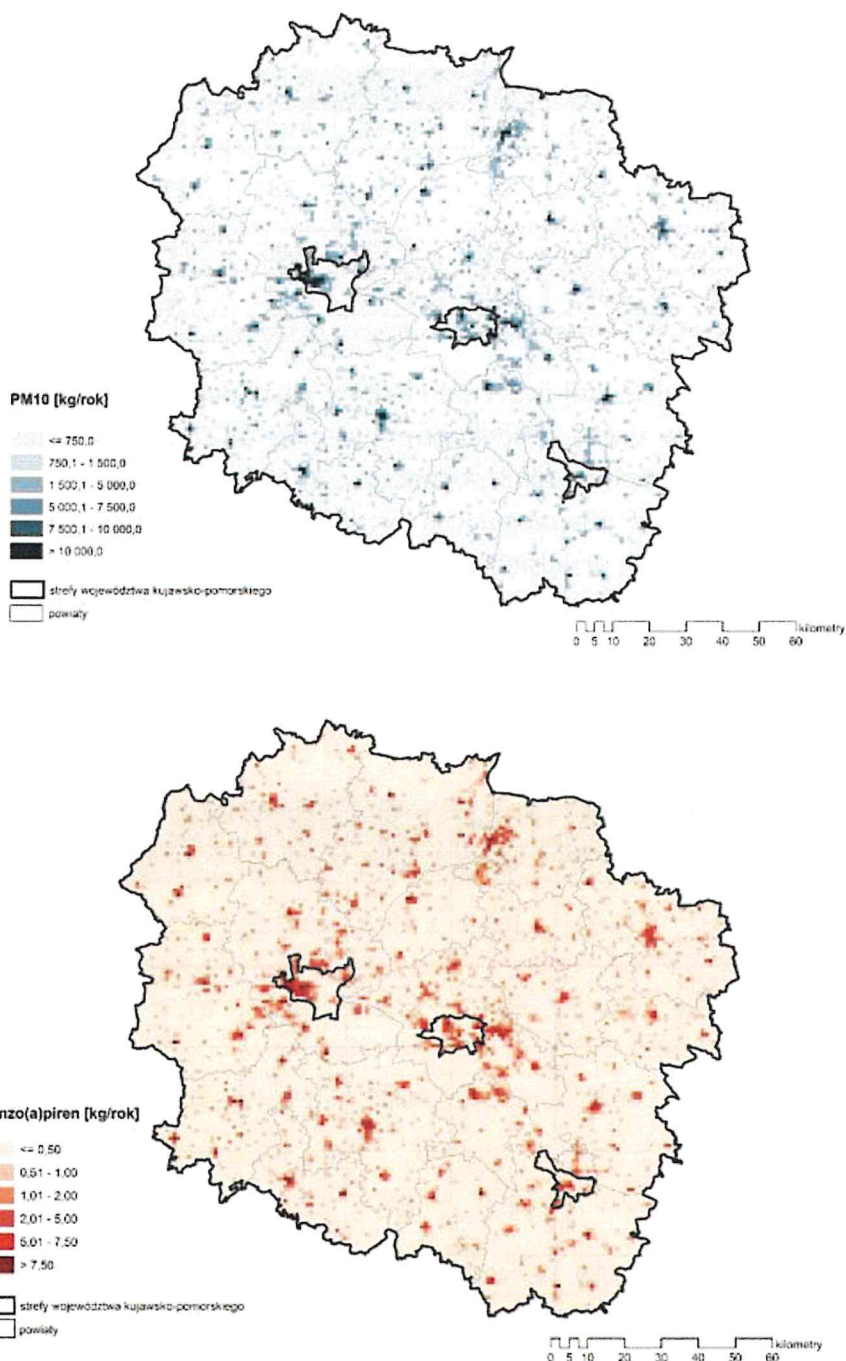 PM10 [kg/rok]
<= 750,0
750,1 - 1 500,0
1 500,1 - 5 000,0
5 000,1 - 7 500,0
7 500,1 - 10 000,0
> 10 000,0
strefy województwa kujawsko-pomorskiego
powiaty
kilometry
0 5 10 20 30 40 50 60
nzo(a)piren [kg/rok]
<= 0,50
0,51 - 1,00
1,01 - 2,00
2,01 - 5,00
5,01 - 7,50
> 7,50
strefy województwa kujawsko-pomorskiego
powiaty
kilometry
0 5 10 20 30 40 50 60